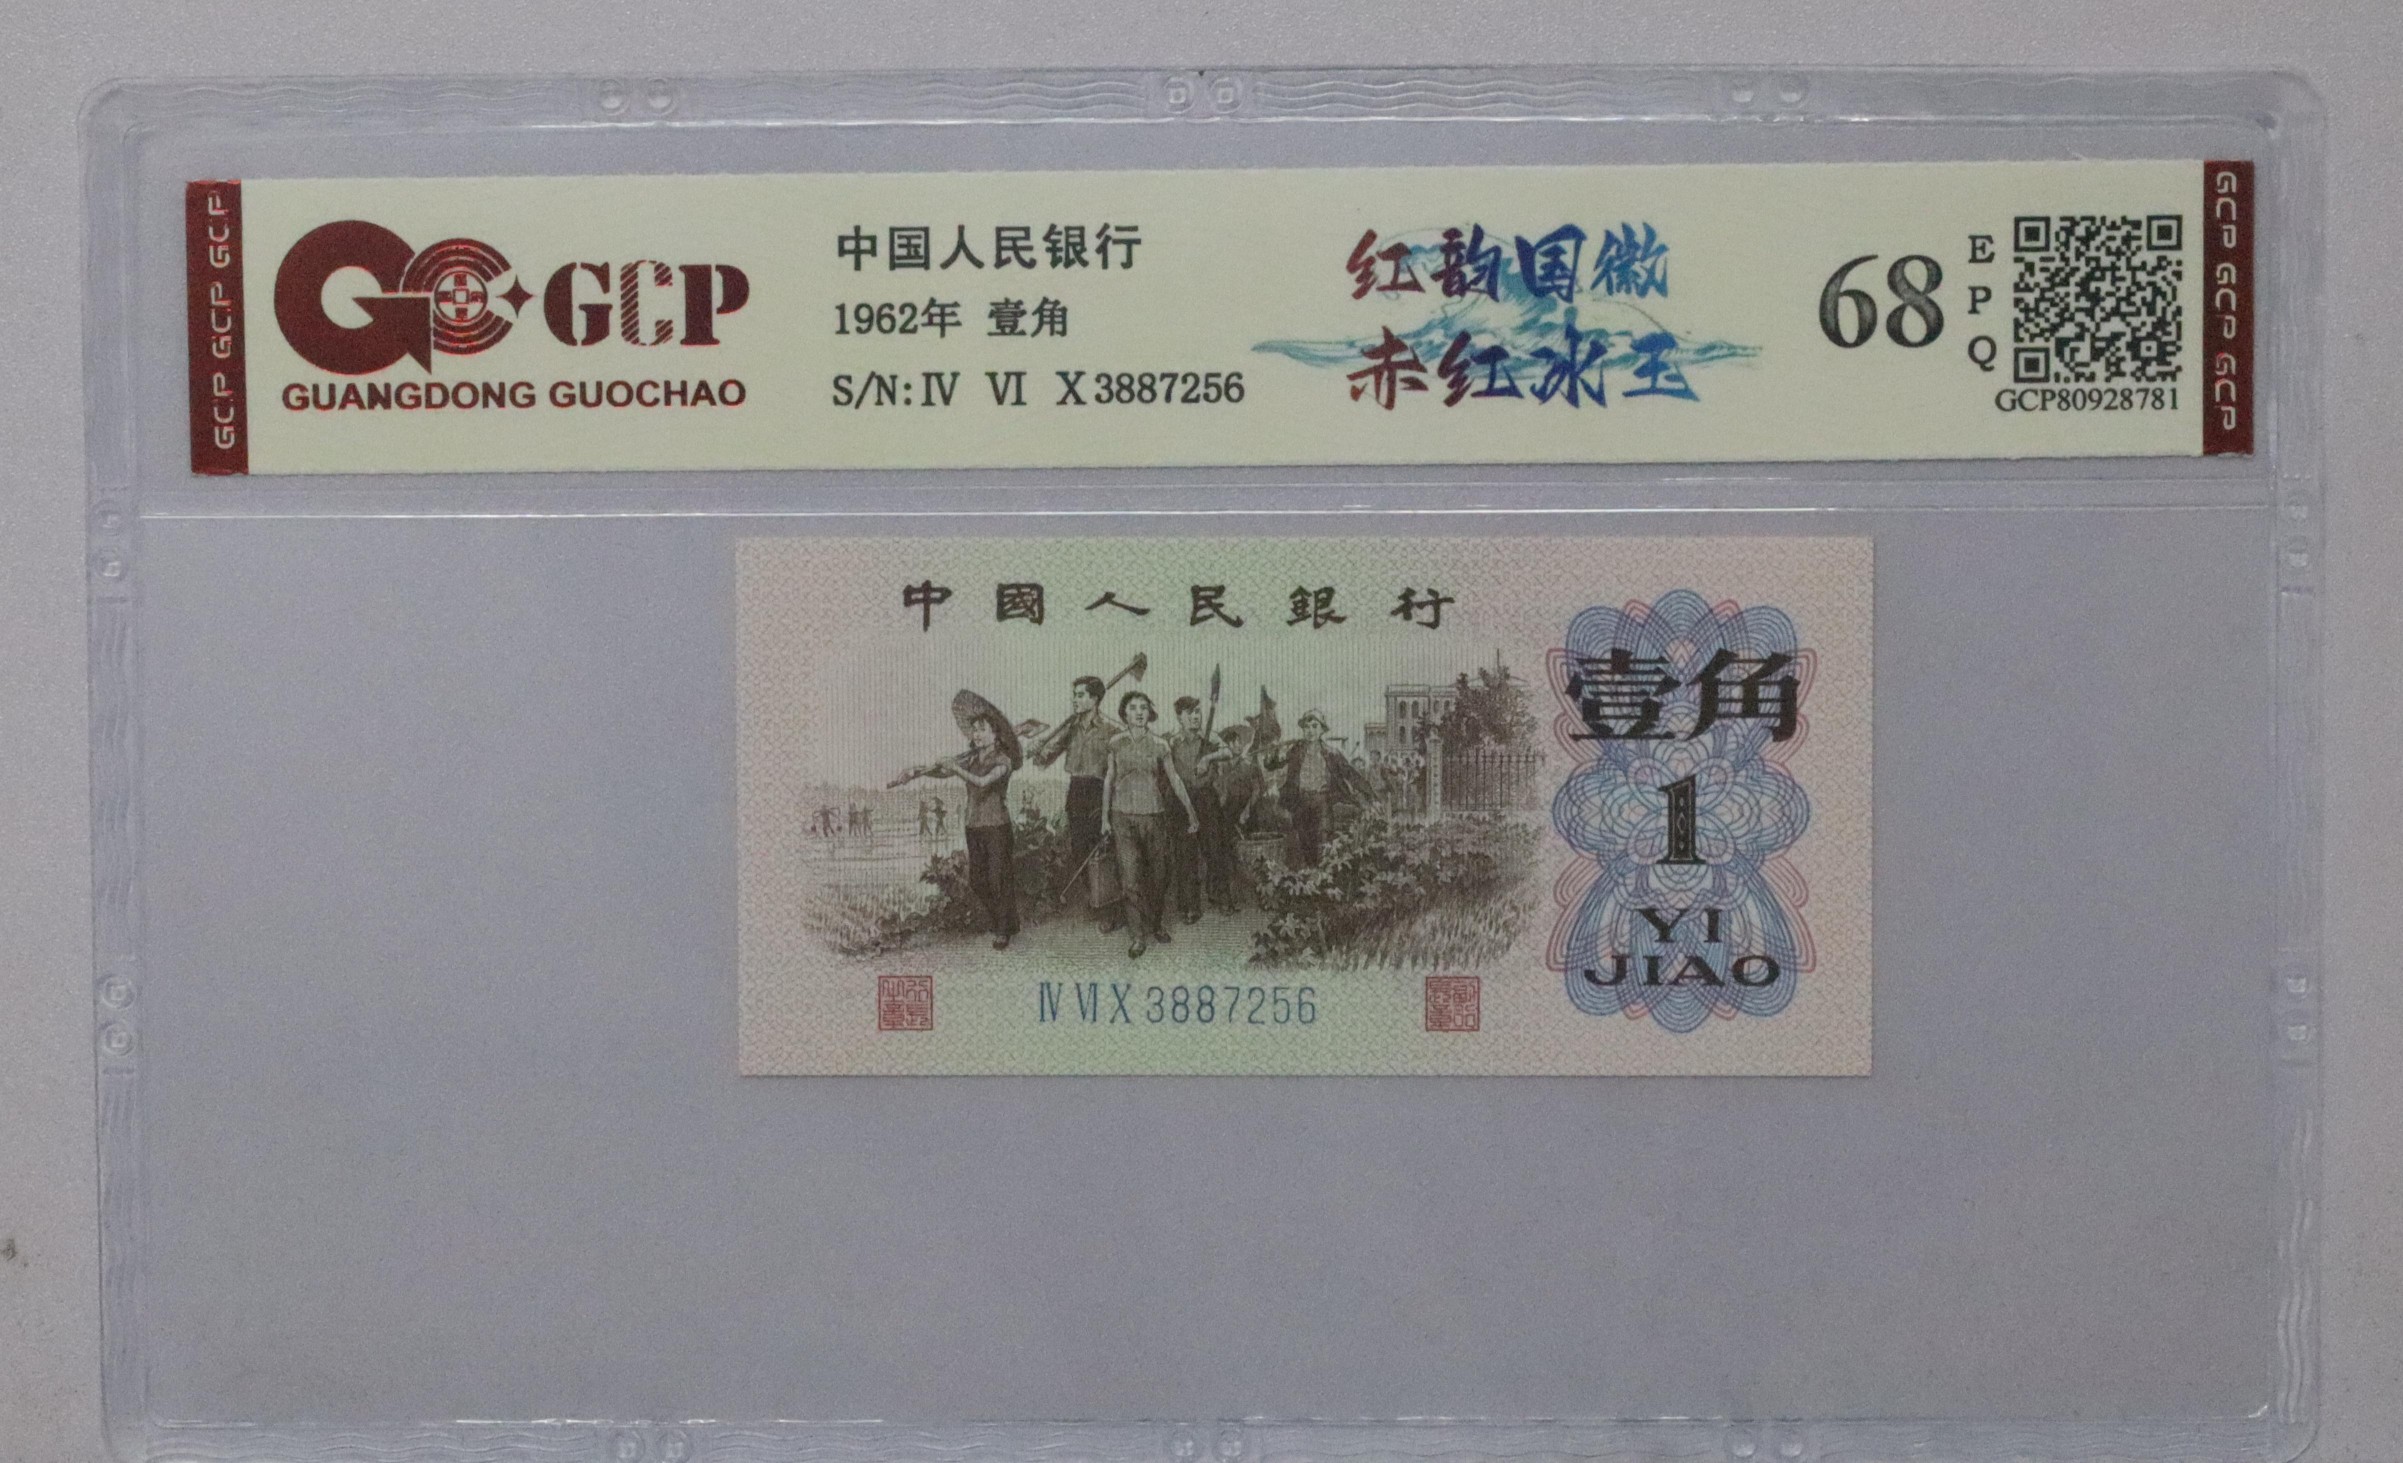 GCP GCP GCP
GCP
GUANGDONG GUOCHAO
中国人民银行
1962年 壹角
S/N: Ⅳ Ⅵ Ⅹ 3887256
红韵国徽
赤红冰玉
68
EPQ
GCP80928781
GCP GCP GCP
中國人民銀行
壹角
1
YI
JIAO
Ⅳ Ⅵ Ⅹ 3887256